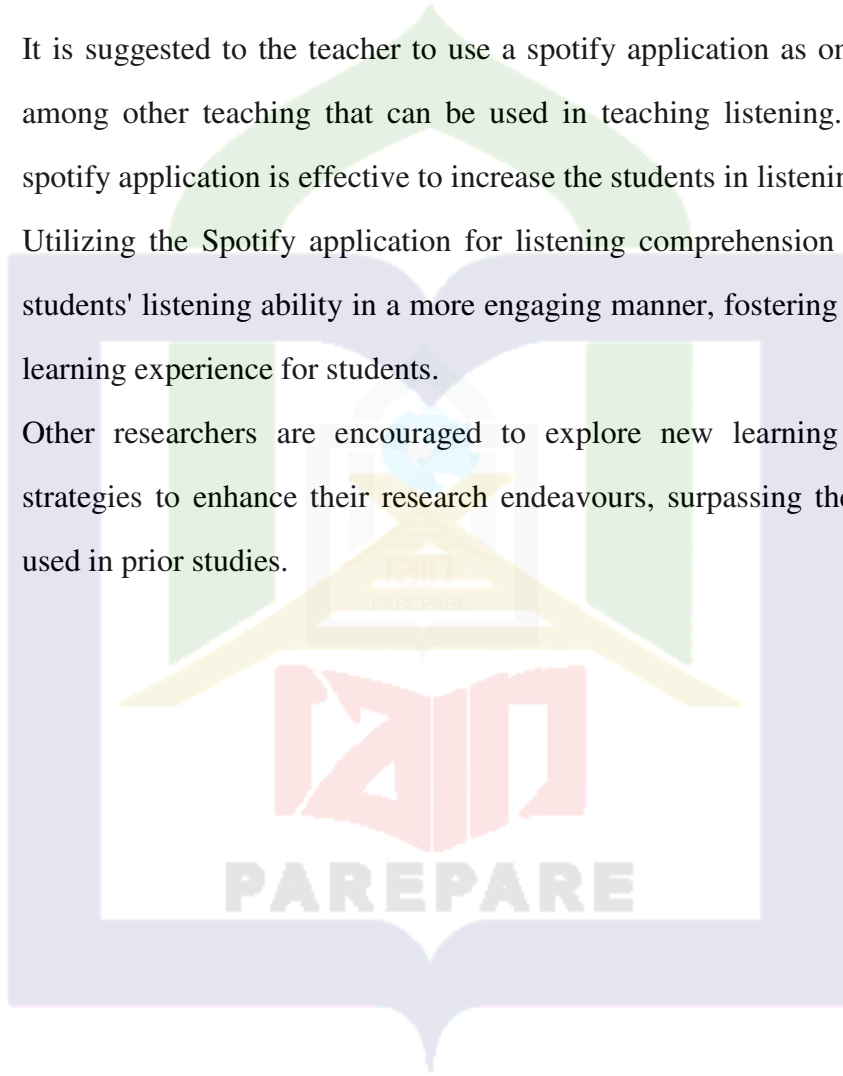 It is suggested to the teacher to use a spotify application as
among other teaching that can be used in teaching listening.
spotify application is effective to increase the students in
Utilizing the Spotify application for listening comprehension
students' listening ability in a more engaging manner, fostering
learning experience for students.
Other researchers are encouraged to explore new learning
strategies to enhance their research endeavours, surpassing
used in prior studies.
iain
PAREPARE
iain
PAREPARE